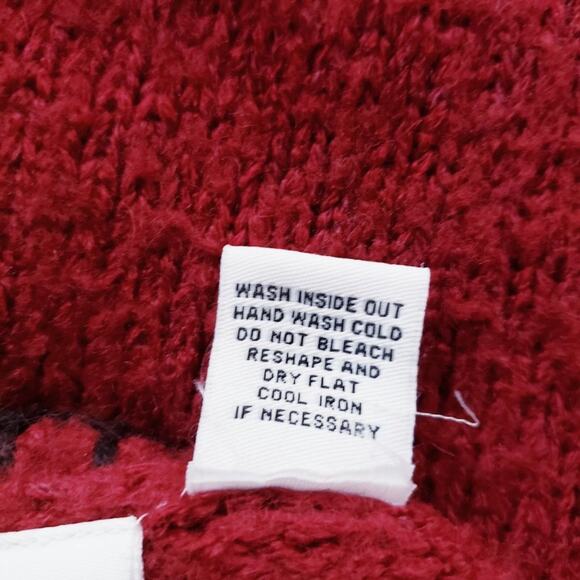 WASH INSIDE OUT
HAND WASH COLD
DO NOT BLEACH
RESHAPE AND
DRY FLAT
COOL IRON
IF NECESSARY